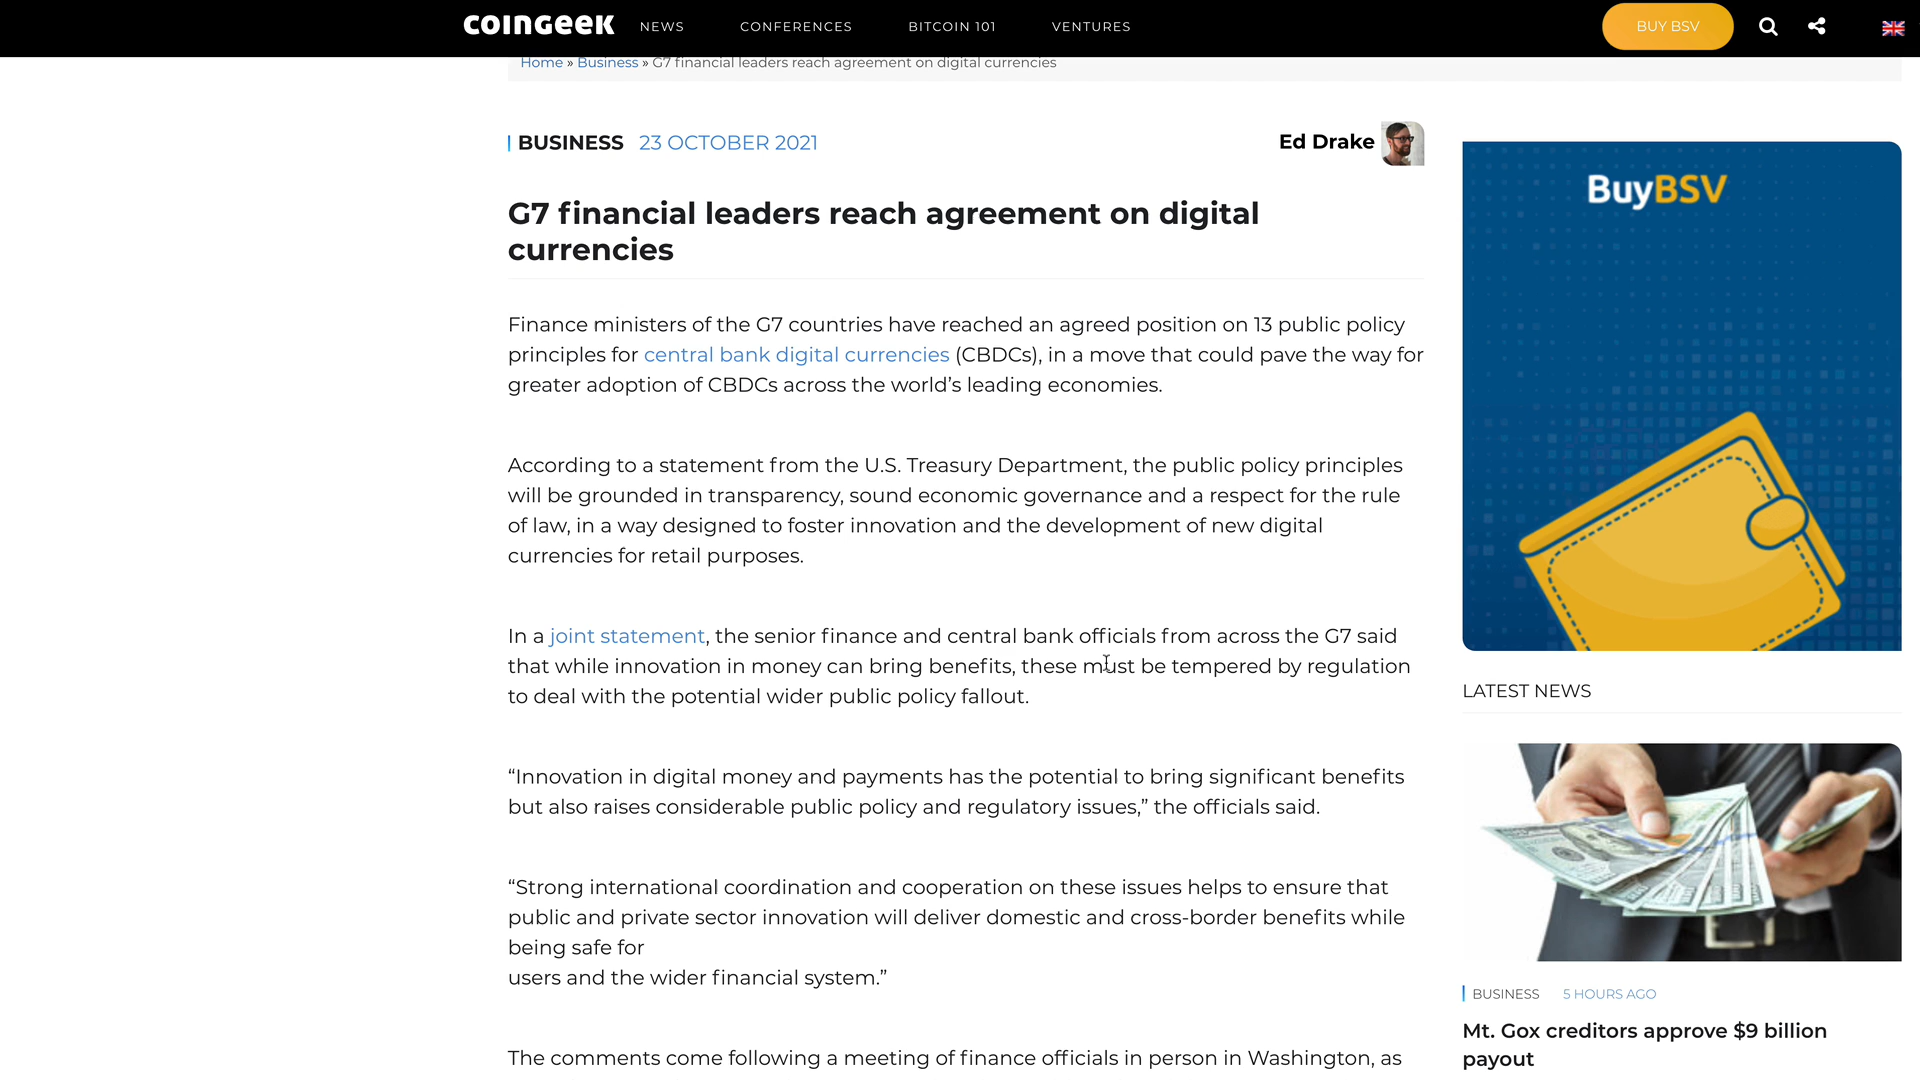 COINGEEK
NEWS
CONFERENCES
BITCOIN 101
VENTURES
BUY BSV
Home » Business » G7 financial leaders reach agreement on digital currencies
BUSINESS 23 OCTOBER 2021
Ed Drake
G7 financial leaders reach agreement on digital
currencies
Finance ministers of the G7 countries have reached an agreed position on 13 public policy
principles for central bank digital currencies (CBDCs), in a move that could pave the way for
greater adoption of CBDCs across the world’s leading economies.
According to a statement from the U.S. Treasury Department, the public policy principles
will be grounded in transparency, sound economic governance and a respect for the rule
of law, in a way designed to foster innovation and the development of new digital
currencies for retail purposes.
In a joint statement, the senior finance and central bank officials from across the G7 said
that while innovation in money can bring benefits, these must be tempered by regulation
to deal with the potential wider public policy fallout.
“Innovation in digital money and payments has the potential to bring significant benefits
but also raises considerable public policy and regulatory issues,” the officials said.
“Strong international coordination and cooperation on these issues helps to ensure that
public and private sector innovation will deliver domestic and cross-border benefits while
being safe for
users and the wider financial system.”
The comments come following a meeting of finance officials in person in Washington, as
BuyBSV
LATEST NEWS
BUSINESS 5 HOURS AGO
Mt. Gox creditors approve $9 billion
payout